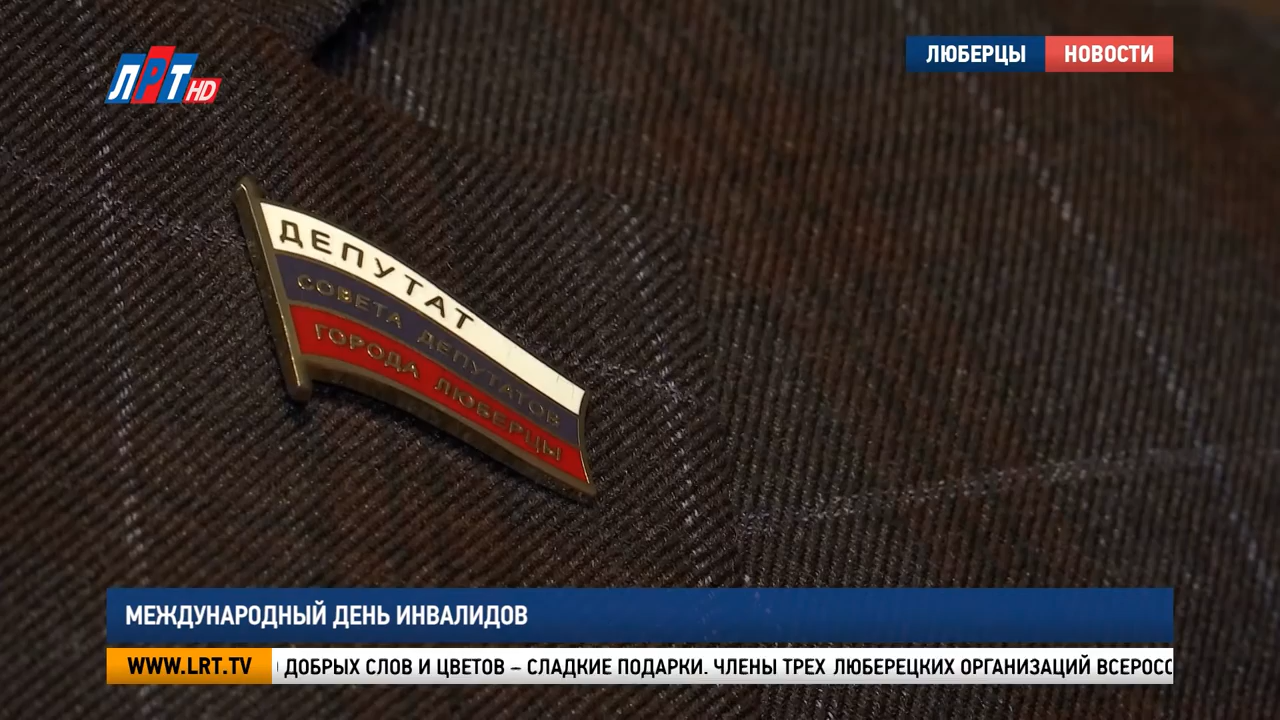 ЛРТ HD
ЛЮБЕРЦЫ НОВОСТИ
ДЕПУТАТ
СОВЕТА ДЕПУТАТОВ
ГОРОДА ЛЮБЕРЦЫ
МЕЖДУНАРОДНЫЙ ДЕНЬ ИНВАЛИДОВ
WWW.LRT.TV
ДОБРЫХ СЛОВ И ЦВЕТОВ – СЛАДКИЕ ПОДАРКИ. ЧЛЕНЫ ТРЕХ ЛЮБЕРЕЦКИХ ОРГАНИЗАЦИЙ ВСЕРОСС